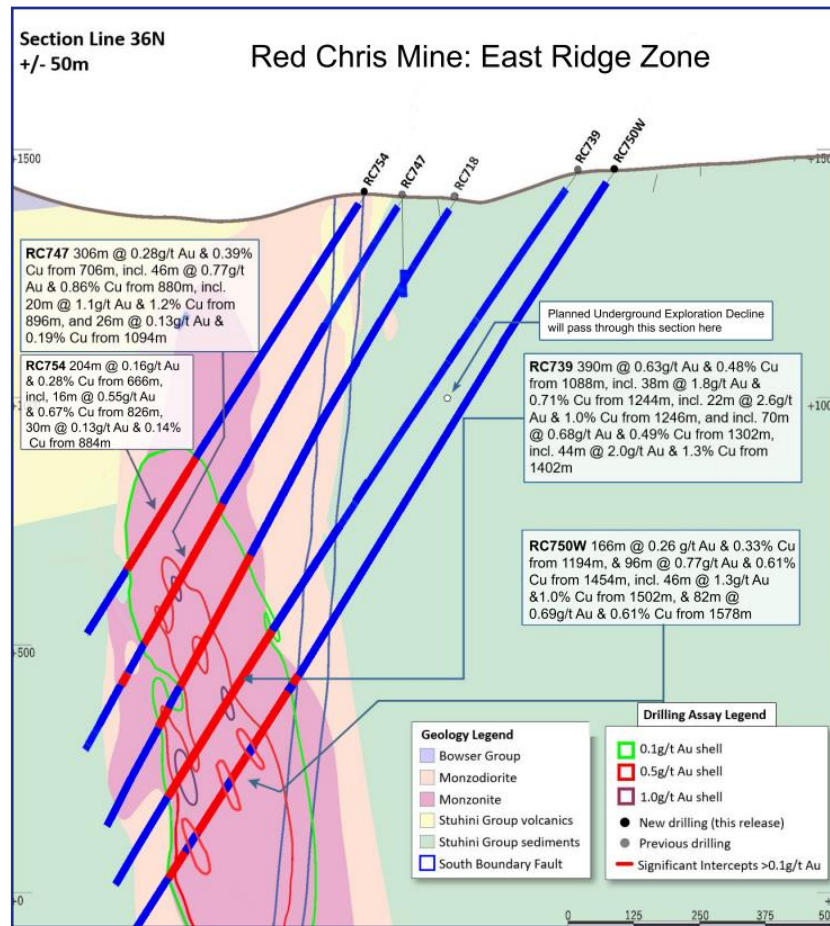 Section Line 36N
+/- 50m
Red Chris Mine: East Ridge Zone
RC754
RC747
RC718
RC739
RC750W
+1500
RC747 306m @ 0.28g/t Au & 0.39%
Cu from 706m, incl. 46m @ 0.77g/t
Au & 0.86% Cu from 880m, incl.
20m @ 1.1g/t Au & 1.2% Cu from
896m, and 26m @ 0.13g/t Au &
0.19% Cu from 1094m
RC754 204m @ 0.16g/t Au
& 0.28% Cu from 666m,
incl, 16m @ 0.55g/t Au
& 0.67% Cu from 826m,
30m @ 0.13g/t Au & 0.14%
Cu from 884m
Planned Underground Exploration Decline
will pass through this section here
RC739 390m @ 0.63g/t Au & 0.48% Cu
from 1088m, incl. 38m @ 1.8g/t Au &
0.71% Cu from 1244m, incl. 22m @ 2.6g/t
Au & 1.0% Cu from 1246m, and incl. 70m
@ 0.68g/t Au & 0.49% Cu from 1302m,
incl. 44m @ 2.0g/t Au & 1.3% Cu from
1402m
RC750W 166m @ 0.26 g/t Au & 0.33% Cu
from 1194m, & 96m @ 0.77g/t Au & 0.61%
Cu from 1454m, incl. 46m @ 1.3g/t Au
&1.0% Cu from 1502m, & 82m @
0.69g/t Au & 0.61% Cu from 1578m
+500
Geology Legend
Bowser Group
Monzodiorite
Monzonite
Stuhini Group volcanics
Stuhini Group sediments
South Boundary Fault
Drilling Assay Legend
0.1g/t Au shell
0.5g/t Au shell
1.0g/t Au shell
New drilling (this release)
Previous drilling
Significant Intercepts >0.1g/t Au
+0
0 125 250 375